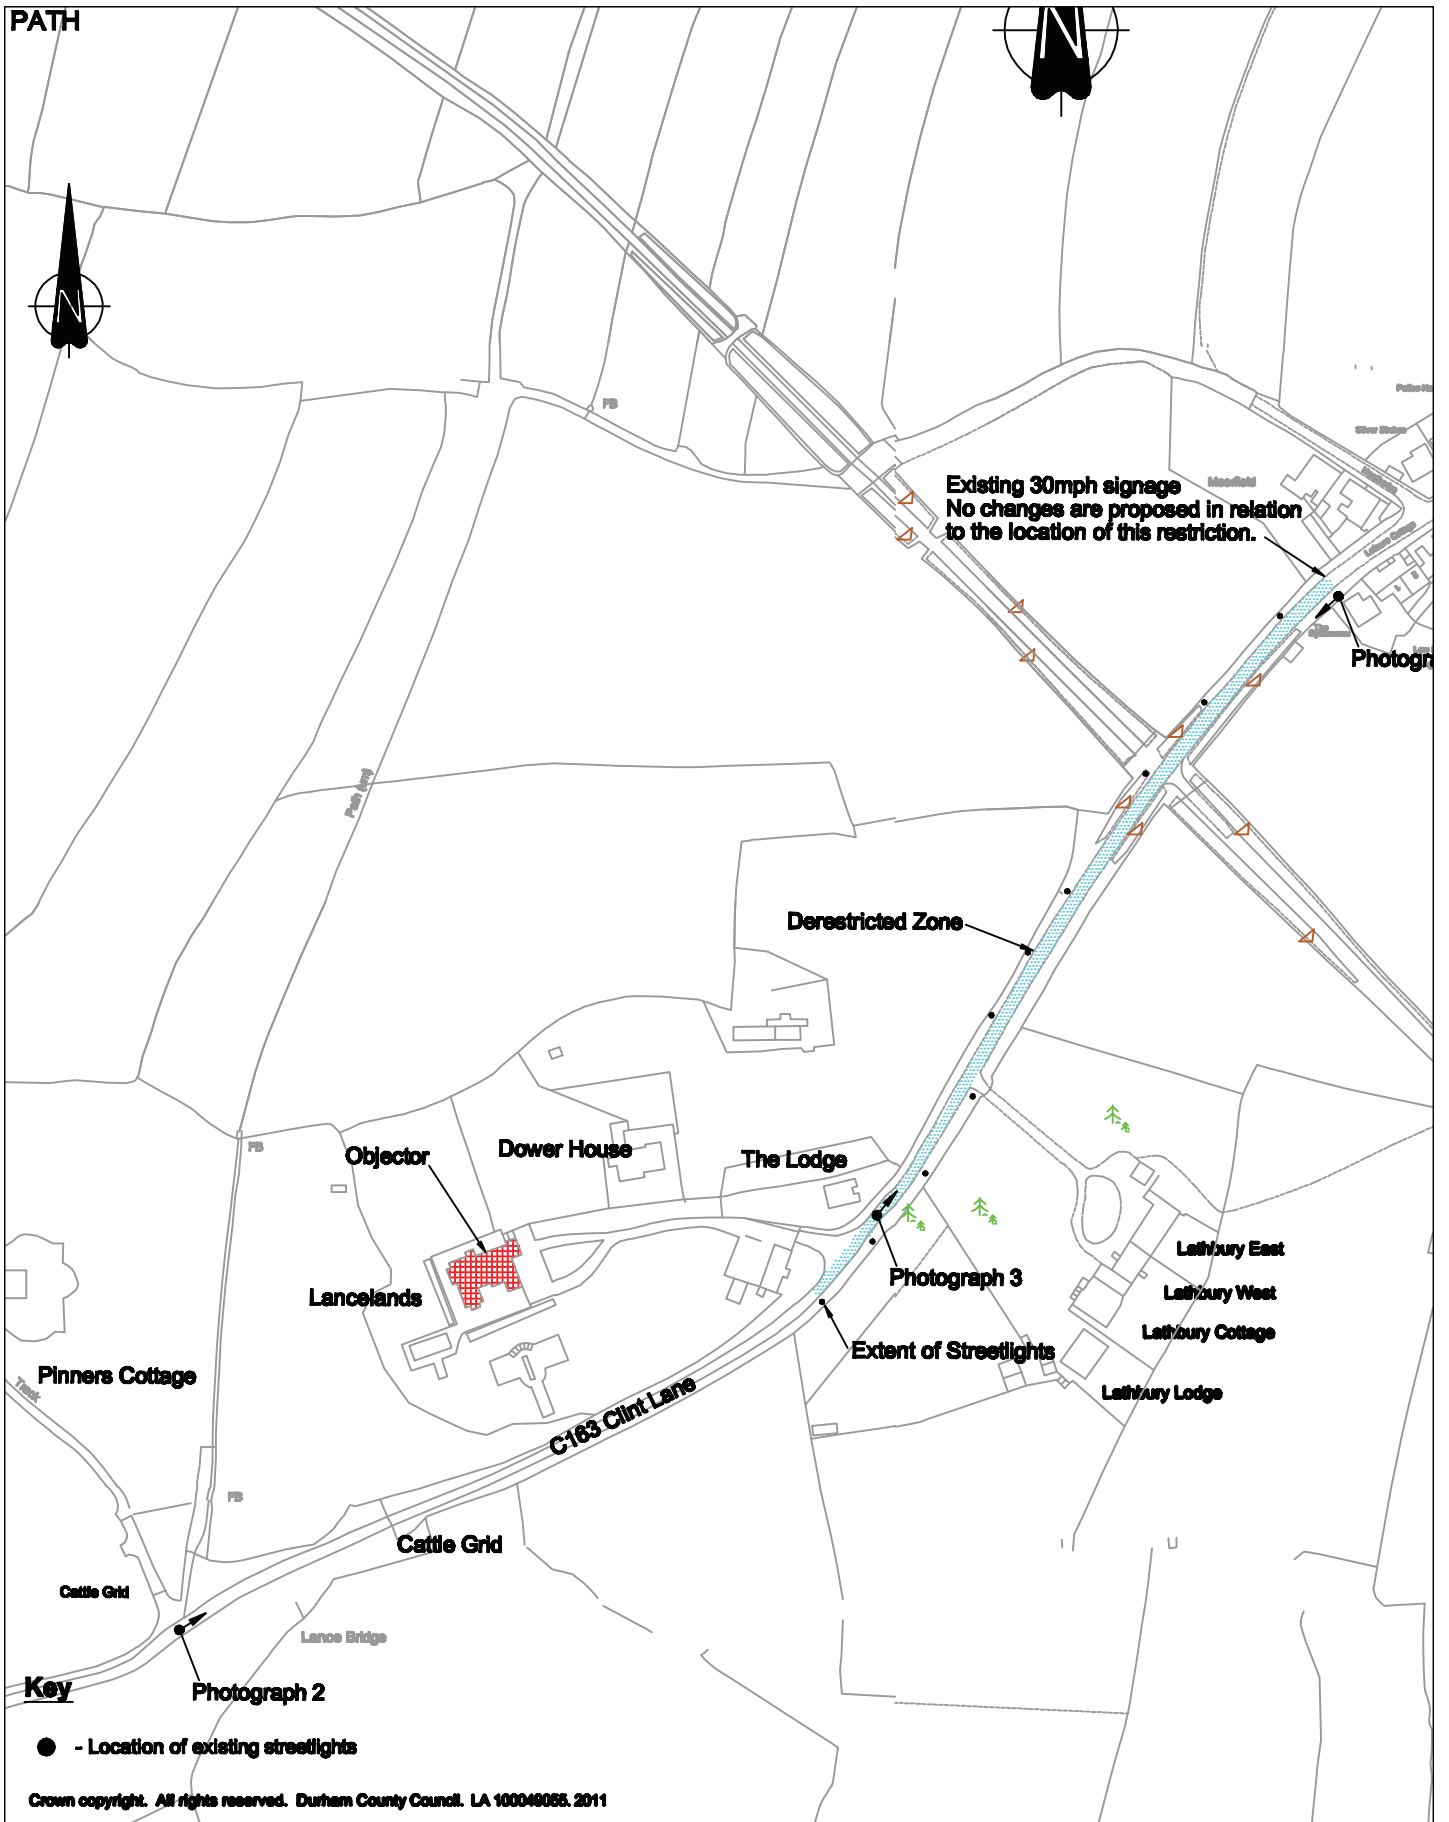 PATH
N
N
FB
Existing 30mph signage
No changes are proposed in relation
to the location of this restriction.
Moorfield
The
Photogr
Path (um)
Derestricted Zone
FB
Objector
Dower House
The Lodge
Lancelands
Photograph 3
Lathbury East
Lathbury West
Lathbury Cottage
Lathbury Lodge
Extent of Streetlights
Pinners Cottage
Track
C163 Clint Lane
FB
Cattle Grid
Cattle Grid
Lance Bridge
Photograph 2
Key
- Location of existing streetlights
Crown copyright. All rights reserved. Durham County Council. LA 100049055. 2011